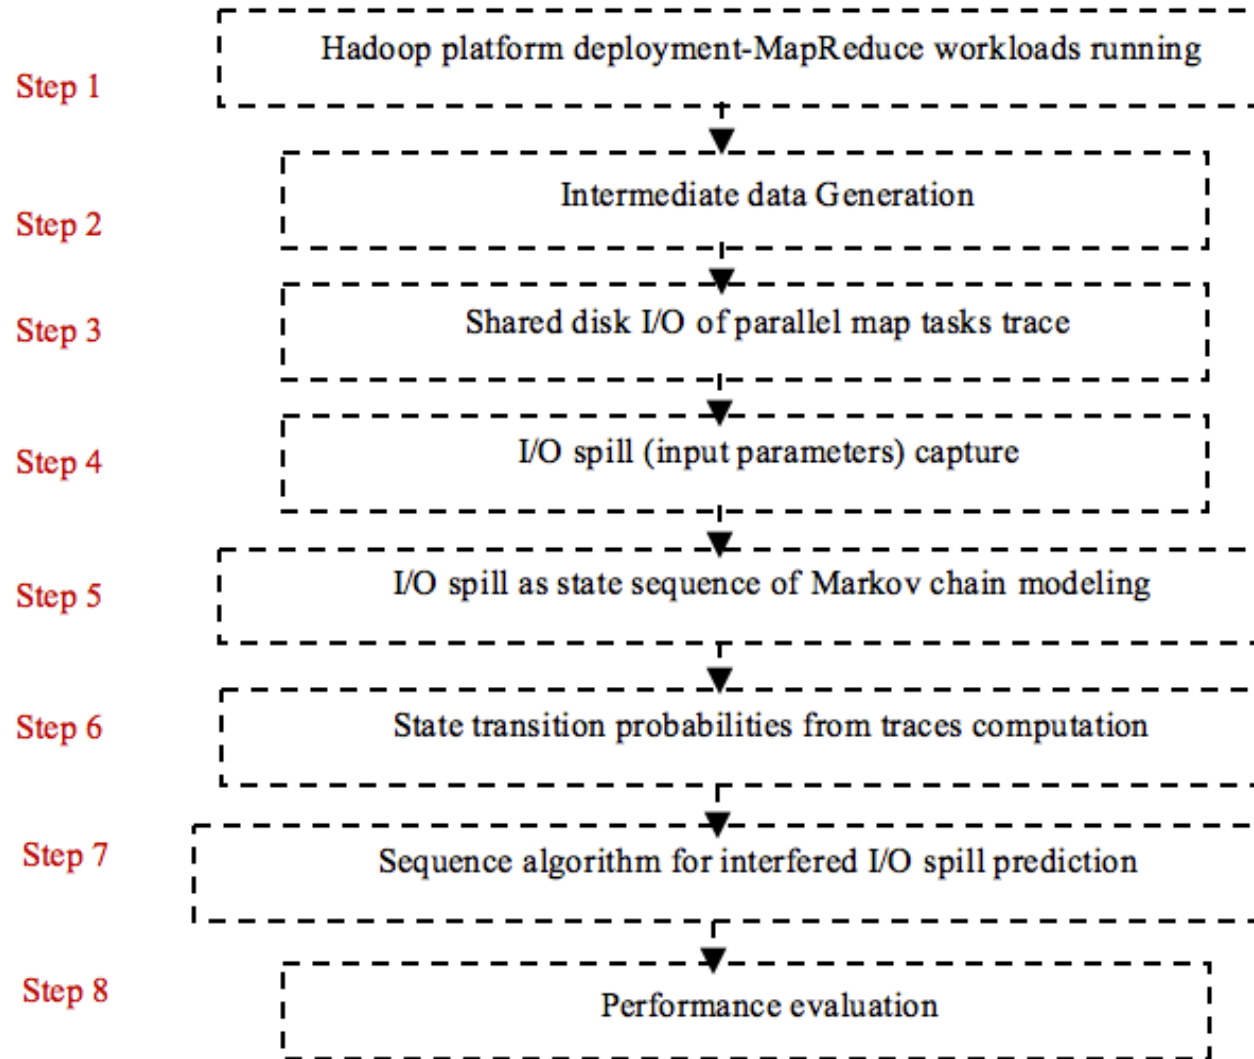 Step 1
Hadoop platform deployment-MapReduce workloads running
Step 2
Intermediate data Generation
Step 3
Shared disk I/O of parallel map tasks trace
Step 4
I/O spill (input parameters) capture
Step 5
I/O spill as state sequence of Markov chain modeling
Step 6
State transition probabilities from traces computation
Step 7
Sequence algorithm for interfered I/O spill prediction
Step 8
Performance evaluation